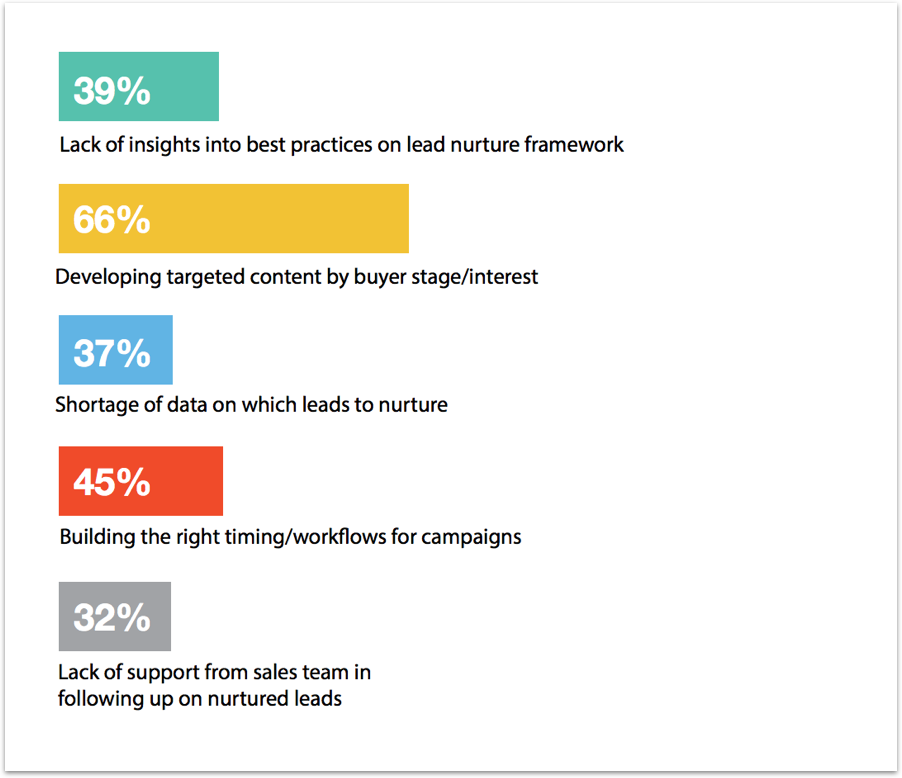 39%
Lack of insights into best practices on lead nurture framework
66%
Developing targeted content by buyer stage/interest
37%
Shortage of data on which leads to nurture
45%
Building the right timing/workflows for campaigns
32%
Lack of support from sales team in
following up on nurtured leads